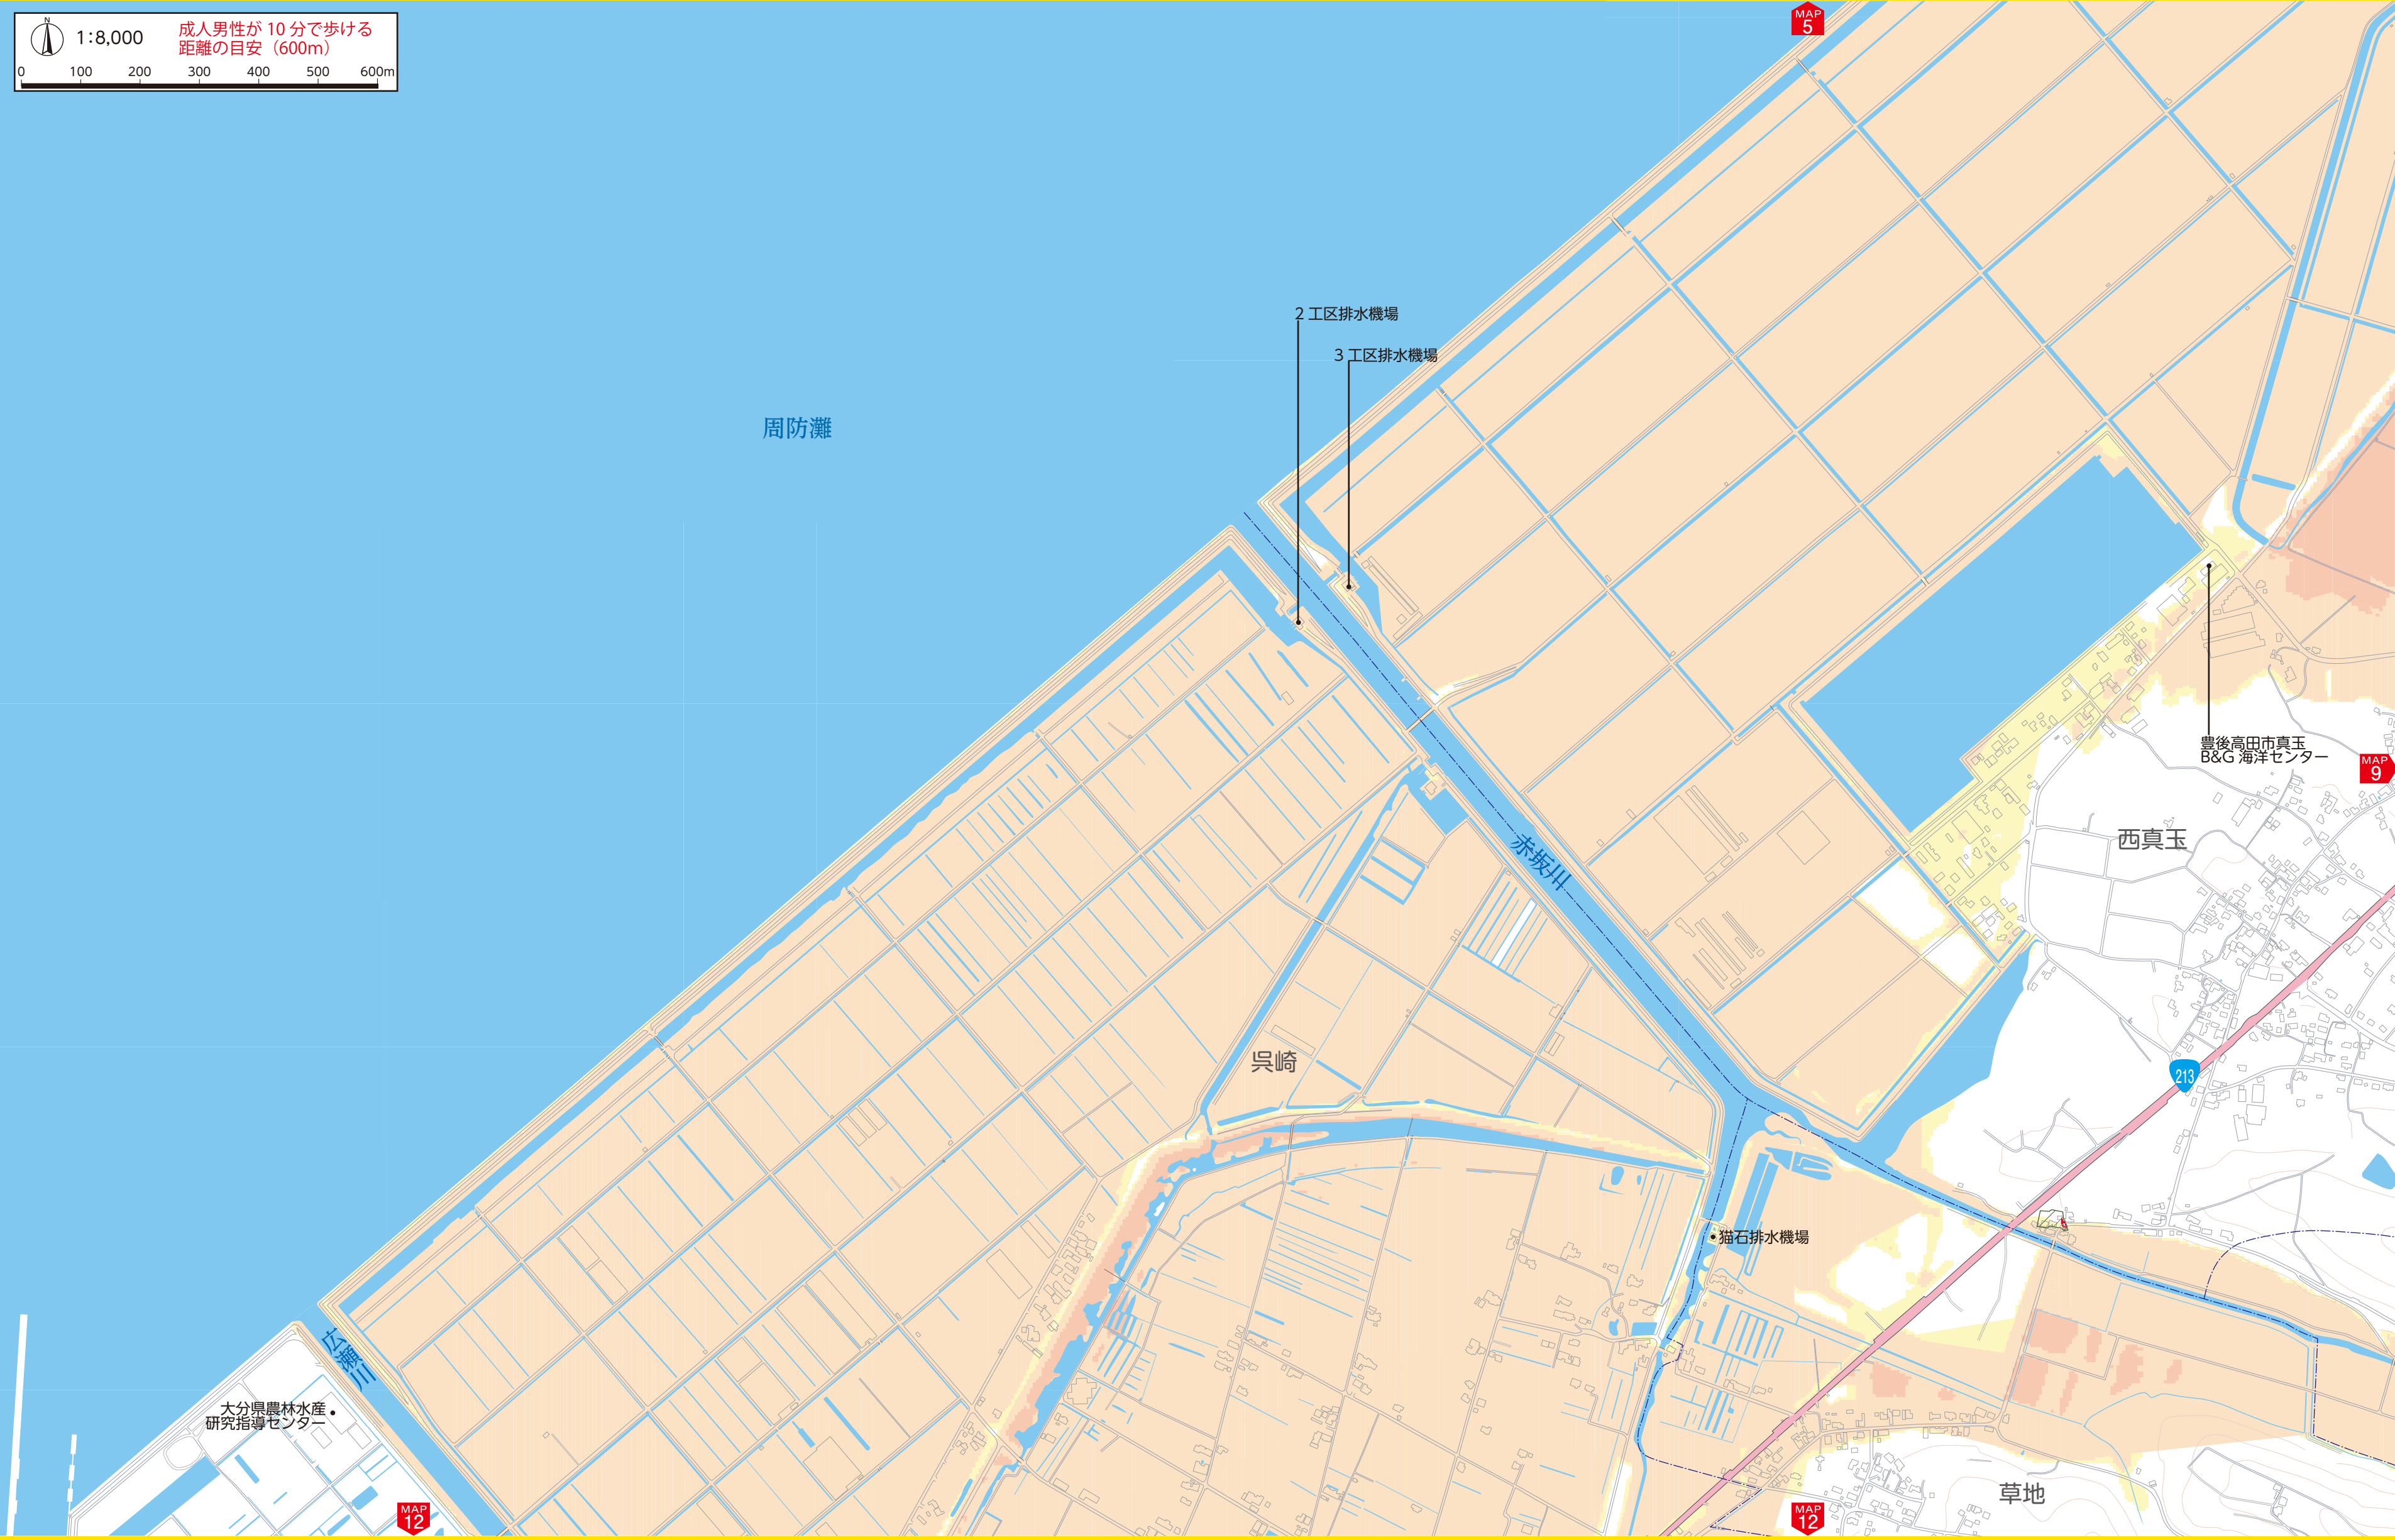 N
1:8,000
成人男性が 10 分で歩ける
距離の目安（600m）
0 100 200 300 400 500 600m
MAP
5
2 工区排水機場
3 工区排水機場
周防灘
豊後高田市真玉
B&G 海洋センター
MAP
9
西真玉
赤坂川
呉崎
213
猫石排水機場
広瀬川
大分県農林水産
研究指導センター
草地
MAP
12
MAP
12